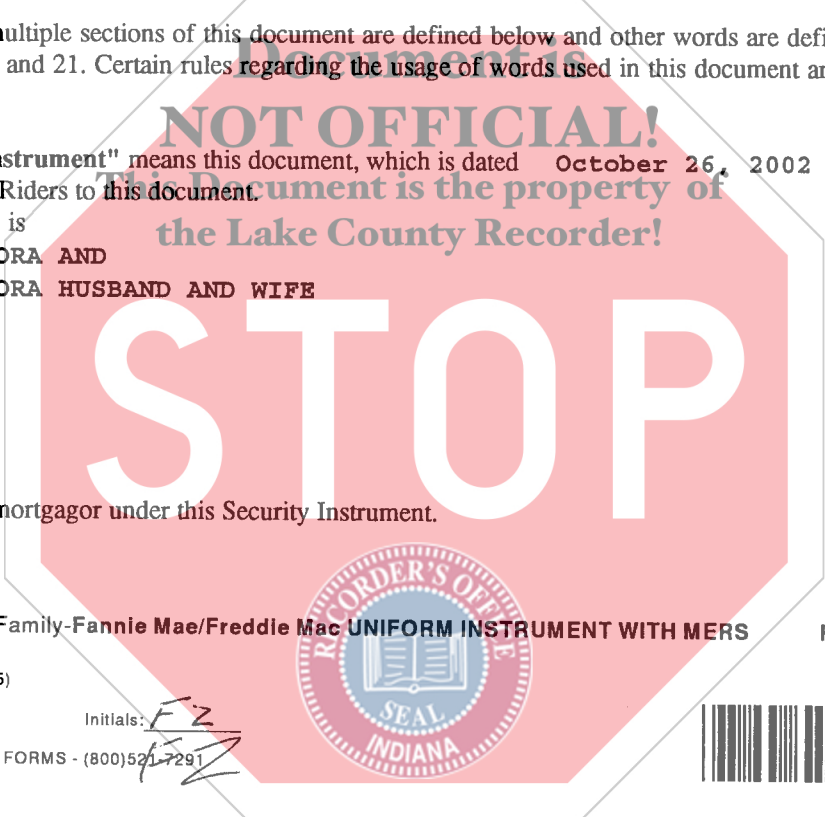 ultiple sections of this document are defined below and other words are defi
and 21. Certain rules regarding the usage of words used in this document ar
Document is
NOT OFFICIAL!
This Document is the property of
the Lake County Recorder!
strument" means this document, which is dated October 26, 2002
Riders to this document.
is
ORA AND
ORA HUSBAND AND WIFE
STOP
mortgagor under this Security Instrument.
RECORDER'S OFFICE
SEAL
INDIANA
Family-Fannie Mae/Freddie Mac UNIFORM INSTRUMENT WITH MERS
Initials: FZ
FZ
FORMS - (800)521-7291